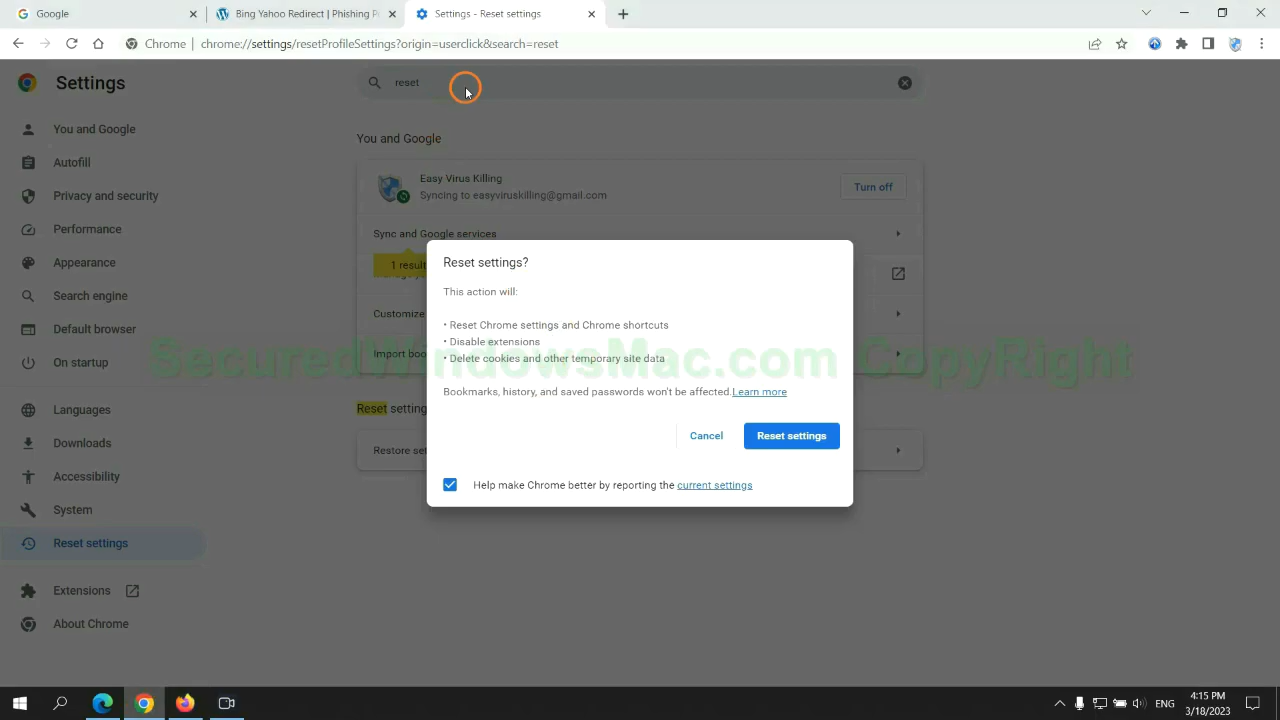 Google
Bing Yahoo Redirect | Phishing P
Settings - Reset settings
Chrome
chrome://settings/resetProfileSettings?origin=userclick&search=reset
Settings
reset
You and Google
Autofill
Privacy and security
Performance
Appearance
Search engine
Default browser
On startup
Languages
Downloads
Accessibility
System
Reset settings
Extensions
About Chrome
You and Google
Easy Virus Killing
Syncing to easyviruskilling@gmail.com
Turn off
Sync and Google services
1 result
Customize
Import boo
Reset setting
Restore set
Reset settings?
This action will:
• Reset Chrome settings and Chrome shortcuts
• Disable extensions
• Delete cookies and other temporary site data
Bookmarks, history, and saved passwords won't be affected.Learn more
Cancel
Reset settings
Help make Chrome better by reporting the current settings
SecuredWindowsMac.com CopyRight
ENG
4:15 PM
3/18/2023